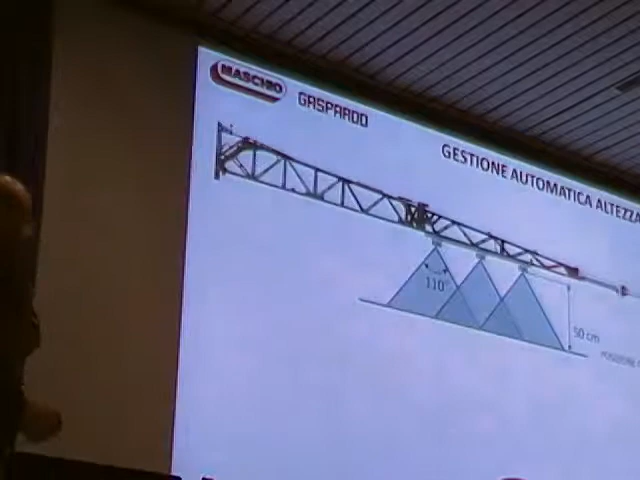 MASCHIO
GASPARDO
GESTIONE AUTOMATICA ALTEZZA
110°
50 cm